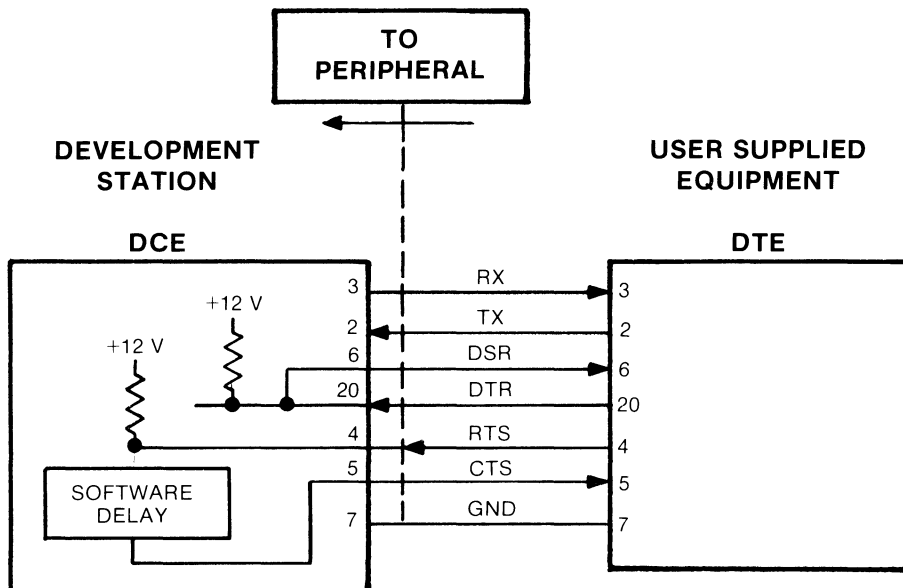 TO
PERIPHERAL
DEVELOPMENT
STATION
USER SUPPLIED
EQUIPMENT
DCE
DTE
3 RX 3
+12 V
2 TX 2
+12 V
6 DSR 6
20 DTR 20
4 RTS 4
5 CTS 5
SOFTWARE
DELAY
7 GND 7